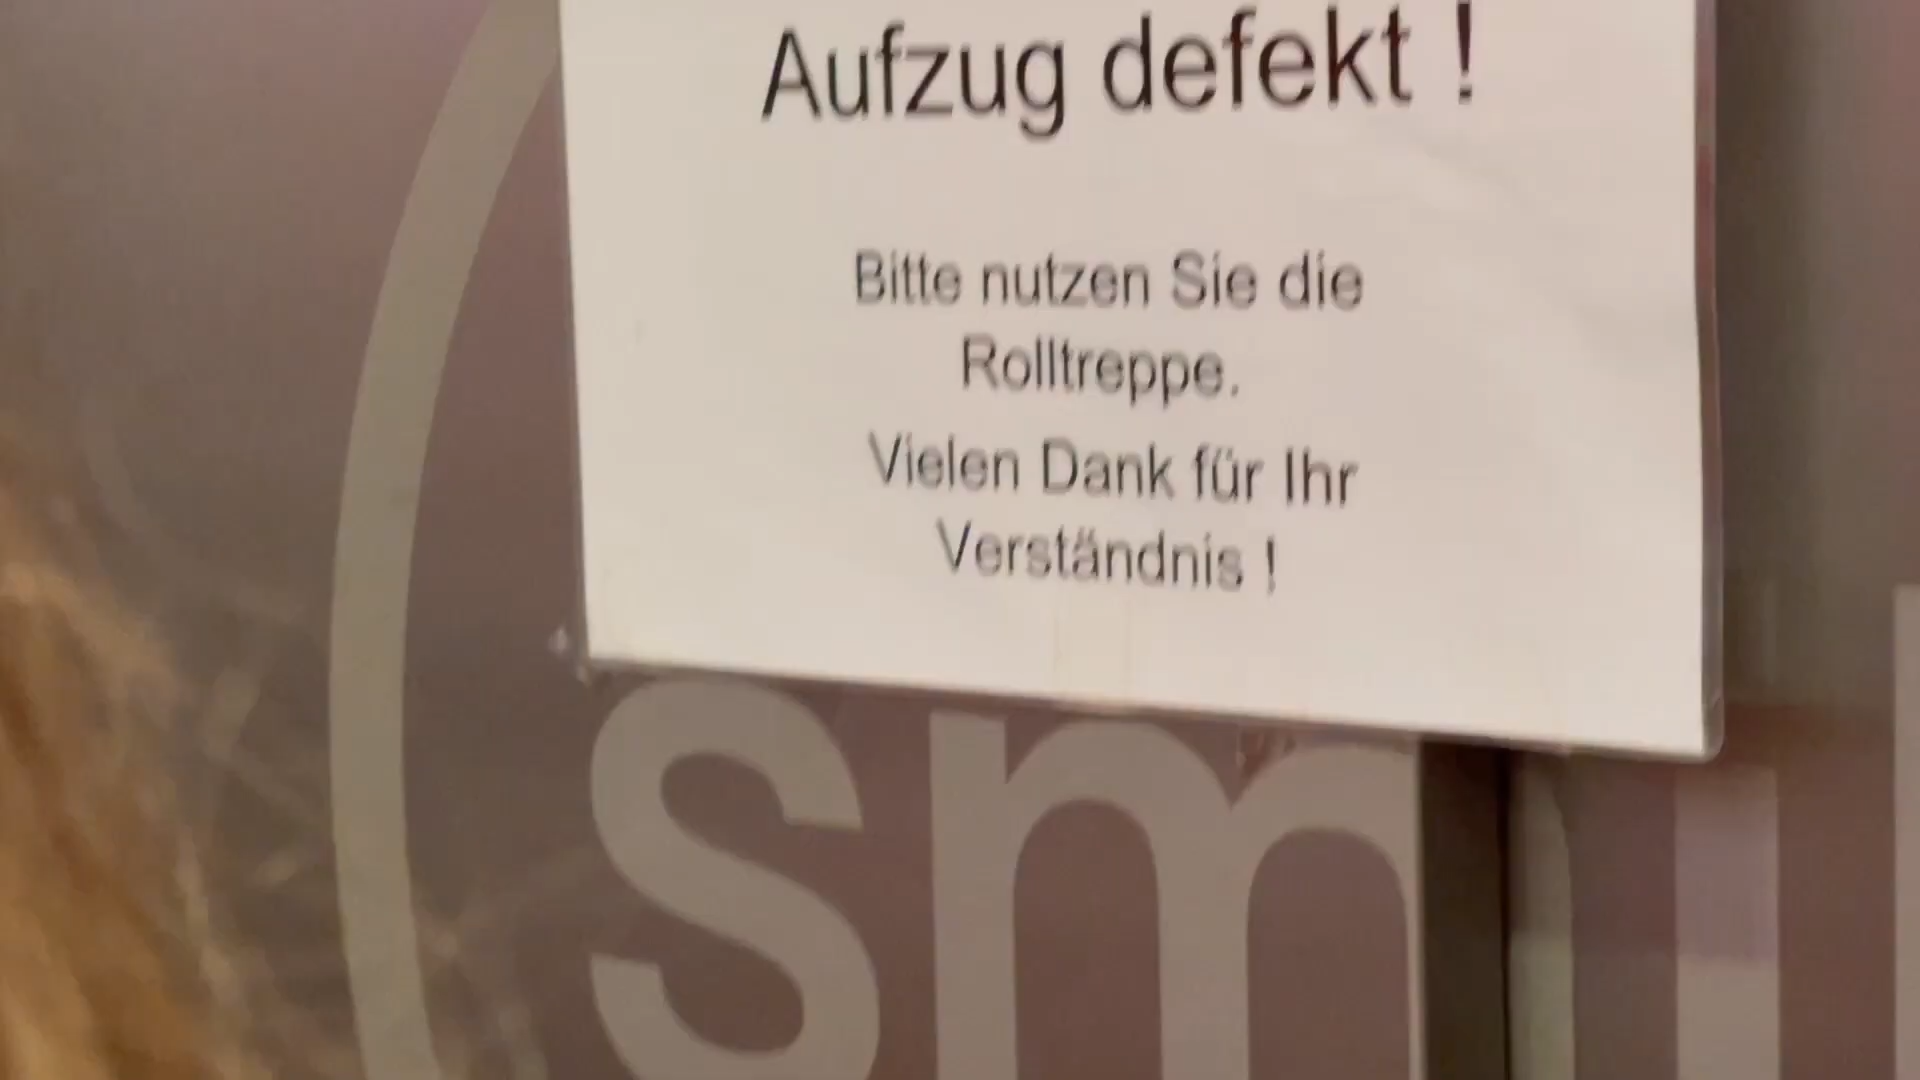 Aufzug defekt !
Bitte nutzen Sie die
Rolltreppe.
Vielen Dank für Ihr
Verständnis !
sm